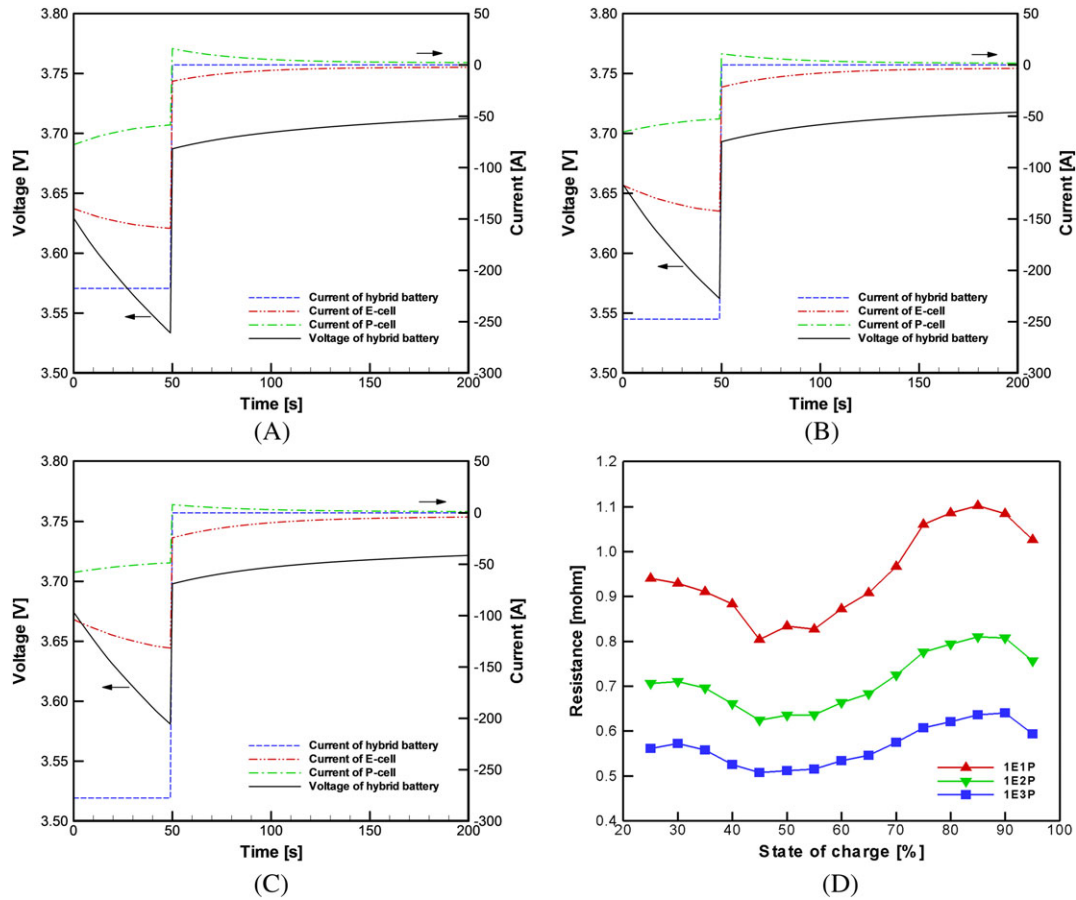 3.80
3.75
3.70
3.65
3.60
3.55
3.50
Voltage [V]
50
0
-50
-100
-150
-200
-250
-300
Current [A]
Current of hybrid battery
Current of E-cell
Current of P-cell
Voltage of hybrid battery
0 50 100 150 200
Time [s]
(A)
3.80
3.75
3.70
3.65
3.60
3.55
3.50
Voltage [V]
50
0
-50
-100
-150
-200
-250
-300
Current [A]
Current of hybrid battery
Current of E-cell
Current of P-cell
Voltage of hybrid battery
0 50 100 150 200
Time [s]
(B)
3.80
3.75
3.70
3.65
3.60
3.55
3.50
Voltage [V]
50
0
-50
-100
-150
-200
-250
-300
Current [A]
Current of hybrid battery
Current of E-cell
Current of P-cell
Voltage of hybrid battery
0 50 100 150 200
Time [s]
(C)
1.2
1.1
1.0
0.9
0.8
0.7
0.6
0.5
0.4
Resistance [mohm]
1E1P
1E2P
1E3P
20 30 40 50 60 70 80 90 100
State of charge [%]
(D)